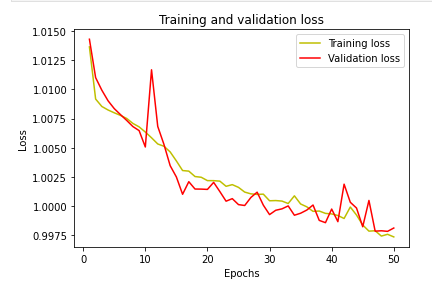 Training and validation loss
Training loss
Validation loss
1.0150
1.0125
1.0100
1.0075
1.0050
1.0025
1.0000
0.9975
Loss
0 10 20 30 40 50
Epochs